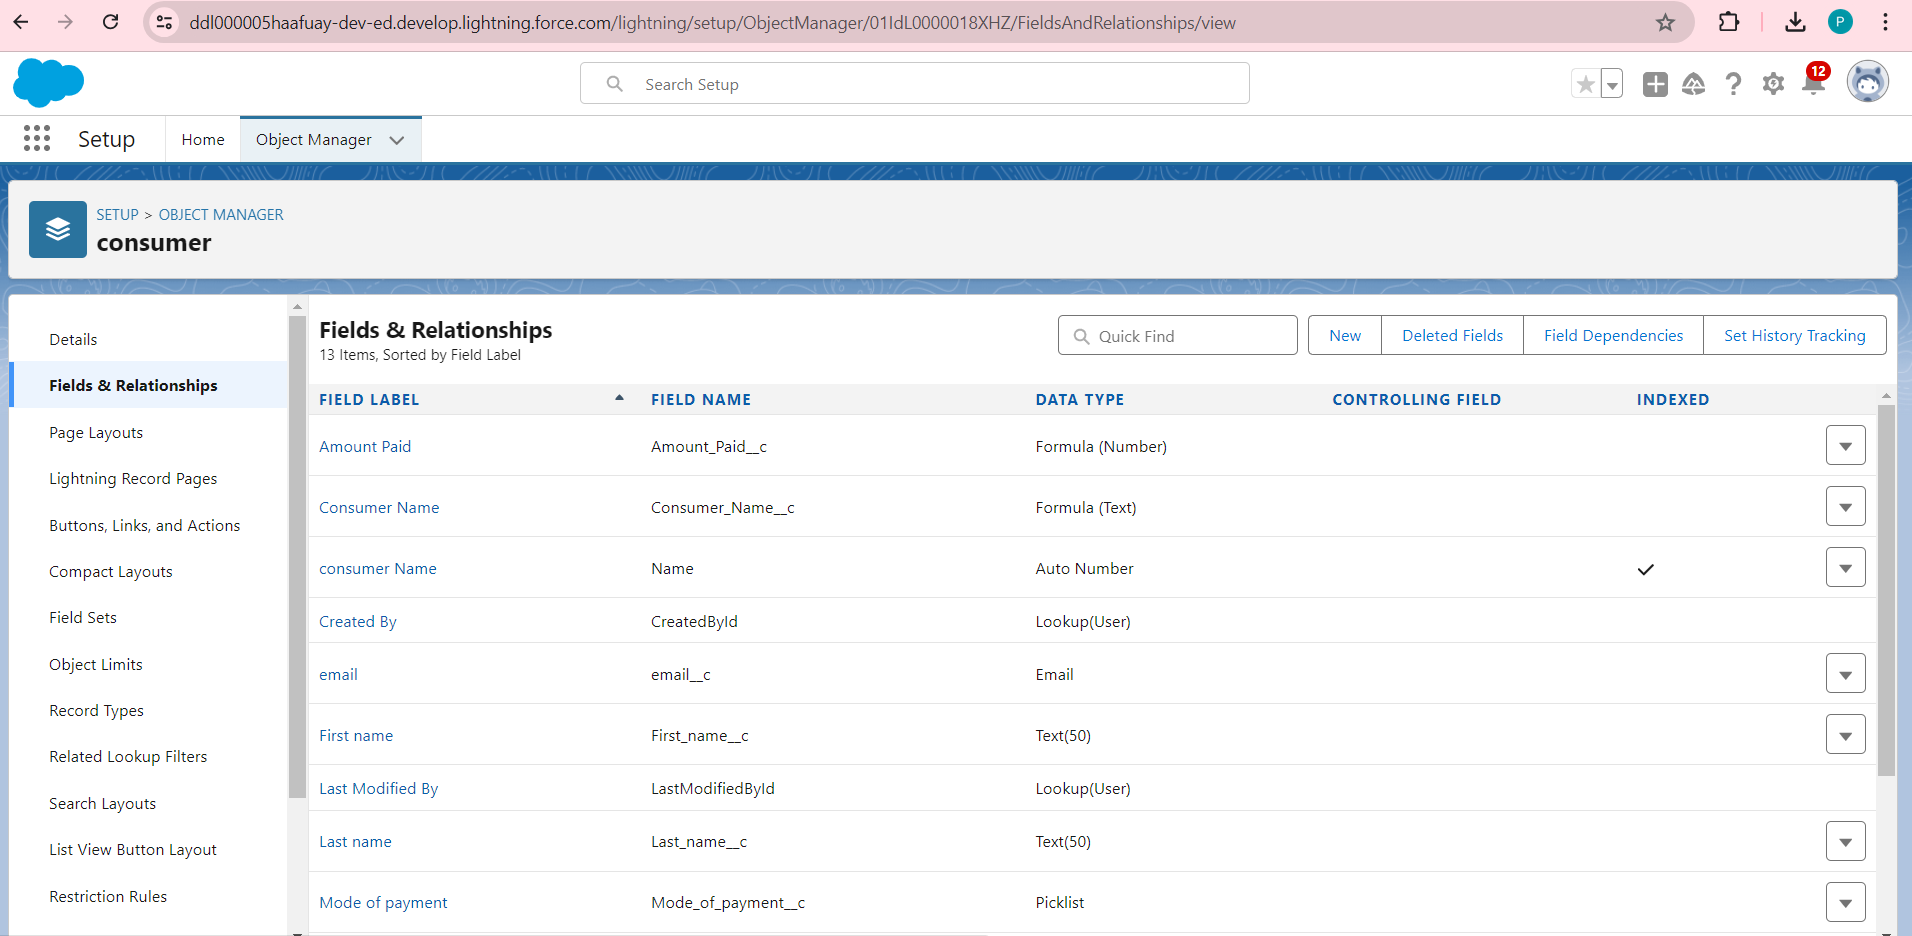 ddl000005haafuay-dev-ed.develop.lightning.force.com/lightning/setup/ObjectManager/01IdL0000018XHZ/FieldsAndRelationships/view
P
Search Setup
12
Setup
Home
Object Manager
SETUP > OBJECT MANAGER
consumer
Details
Fields & Relationships
Page Layouts
Lightning Record Pages
Buttons, Links, and Actions
Compact Layouts
Field Sets
Object Limits
Record Types
Related Lookup Filters
Search Layouts
List View Button Layout
Restriction Rules
Fields & Relationships
13 Items, Sorted by Field Label
Quick Find
New
Deleted Fields
Field Dependencies
Set History Tracking
FIELD LABEL FIELD NAME DATA TYPE CONTROLLING FIELD INDEXED
Amount Paid Amount_Paid__c Formula (Number)
Consumer Name Consumer_Name__c Formula (Text)
consumer Name Name Auto Number
Created By CreatedById Lookup(User)
email email__c Email
First name First_name__c Text(50)
Last Modified By LastModifiedById Lookup(User)
Last name Last_name__c Text(50)
Mode of payment Mode_of_payment__c Picklist